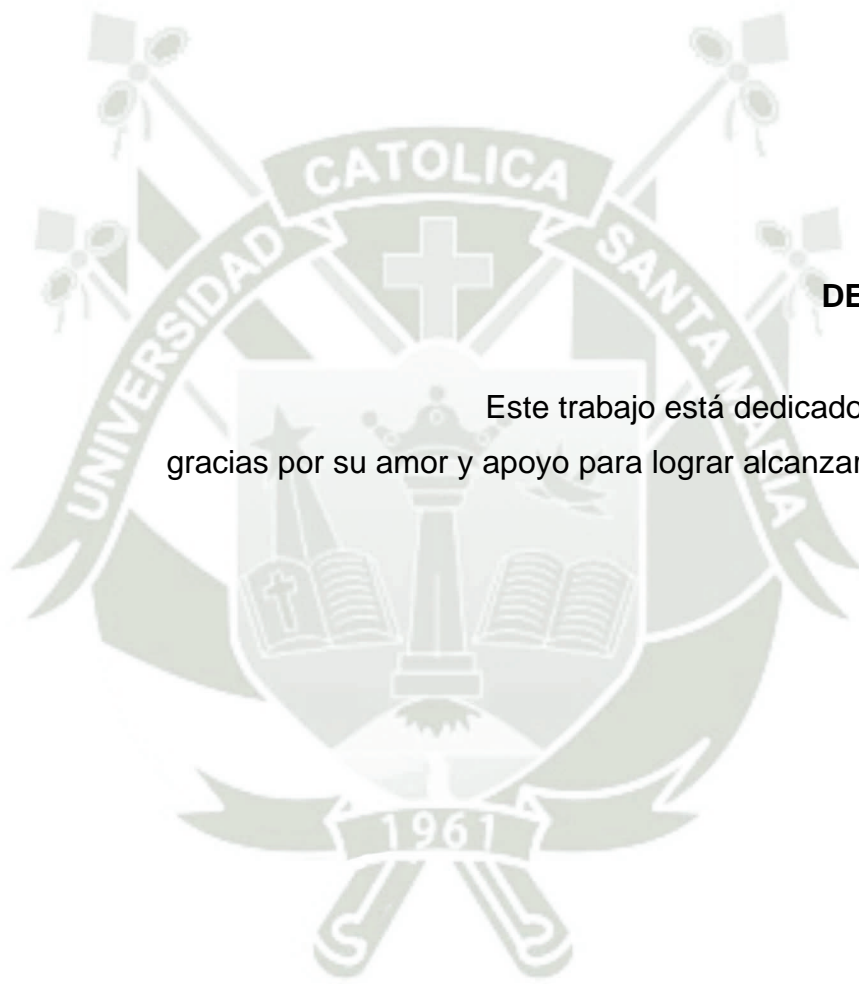 UNIVERSIDAD CATOLICA SANTA MARIA
DE
Este trabajo está dedicado
gracias por su amor y apoyo para lograr alcanzar
1961